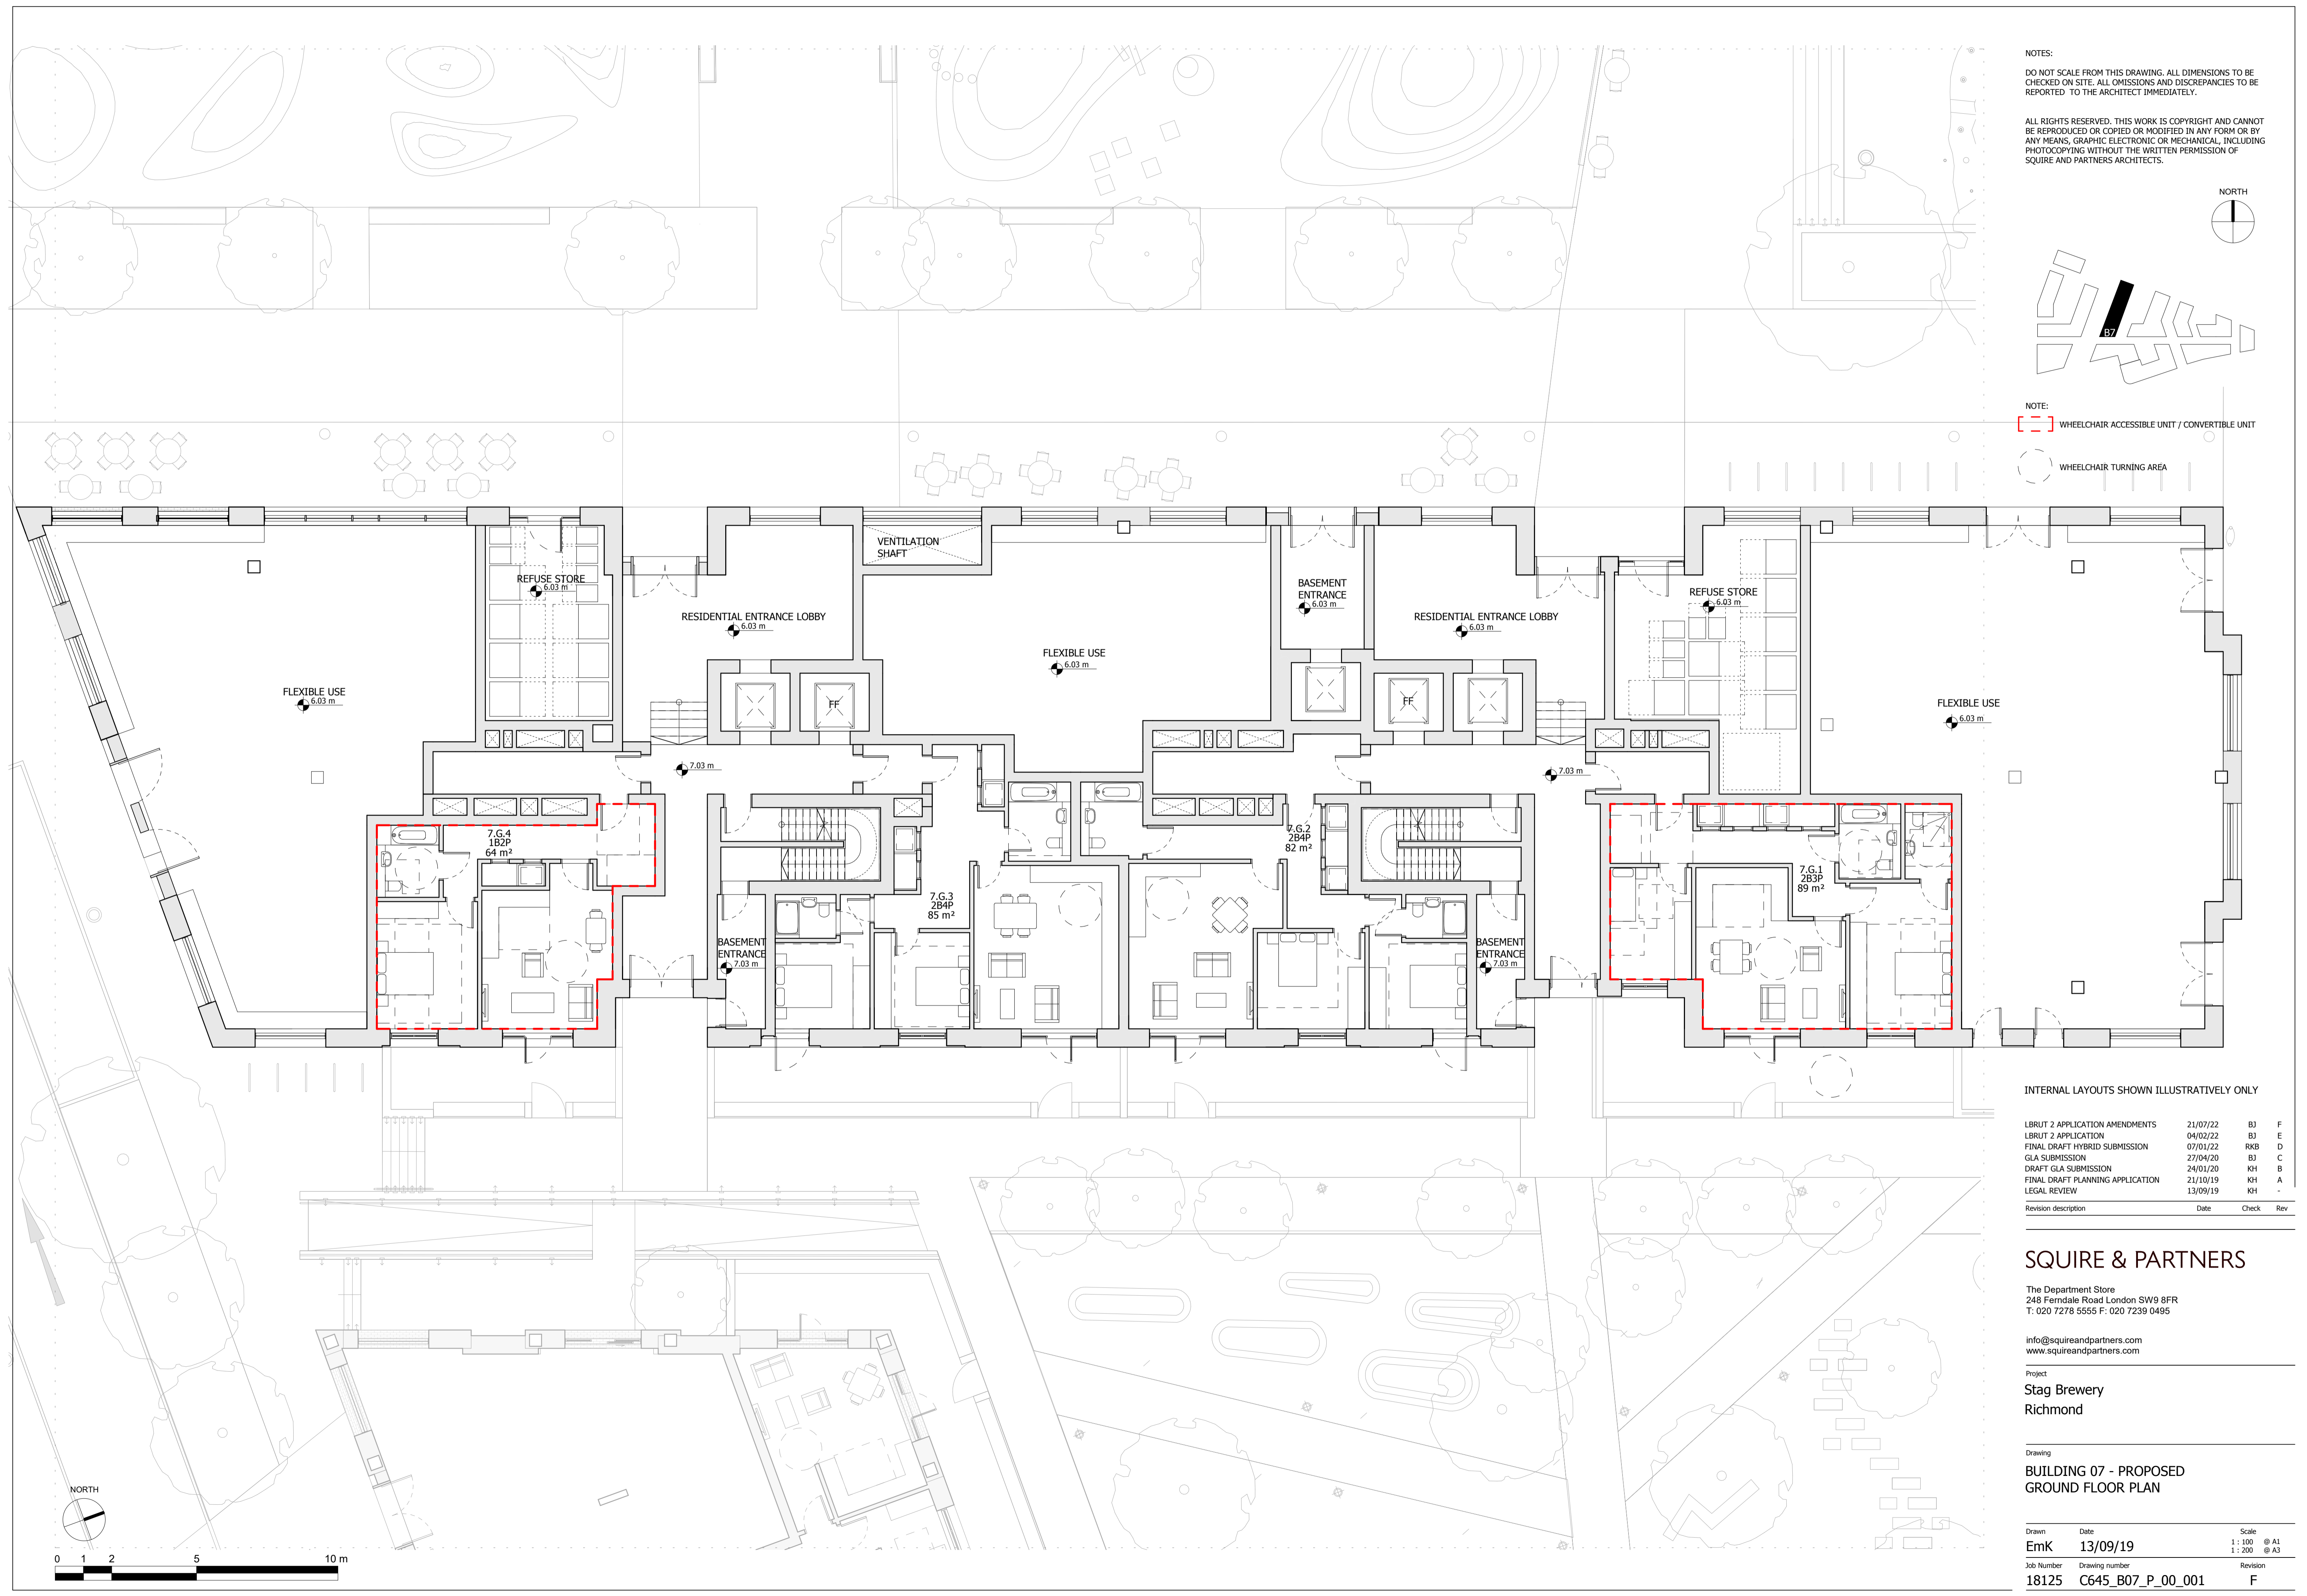 NOTES:
DO NOT SCALE FROM THIS DRAWING. ALL DIMENSIONS TO BE
CHECKED ON SITE. ALL OMISSIONS AND DISCREPANCIES TO BE
REPORTED TO THE ARCHITECT IMMEDIATELY.
ALL RIGHTS RESERVED. THIS WORK IS COPYRIGHT AND CANNOT
BE REPRODUCED OR COPIED OR MODIFIED IN ANY FORM OR BY
ANY MEANS, GRAPHIC ELECTRONIC OR MECHANICAL, INCLUDING
PHOTOCOPYING WITHOUT THE WRITTEN PERMISSION OF
SQUIRE AND PARTNERS ARCHITECTS.
NORTH
B7
NOTE:
WHEELCHAIR ACCESSIBLE UNIT / CONVERTIBLE UNIT
WHEELCHAIR TURNING AREA
FLEXIBLE USE
6.03 m
REFUSE STORE
6.03 m
RESIDENTIAL ENTRANCE LOBBY
6.03 m
VENTILATION
SHAFT
FLEXIBLE USE
6.03 m
BASEMENT
ENTRANCE
6.03 m
RESIDENTIAL ENTRANCE LOBBY
6.03 m
REFUSE STORE
6.03 m
FLEXIBLE USE
6.03 m
FF
FF
7.03 m
7.03 m
7.G.4
1B2P
64 m²
BASEMENT
ENTRANCE
7.03 m
7.G.3
2B4P
85 m²
7.G.2
2B4P
82 m²
BASEMENT
ENTRANCE
7.03 m
7.G.1
2B3P
89 m²
NORTH
0 1 2 5 10 m
INTERNAL LAYOUTS SHOWN ILLUSTRATIVELY ONLY
LBRUT 2 APPLICATION AMENDMENTS 21/07/22 BJ F
LBRUT 2 APPLICATION 04/02/22 BJ E
FINAL DRAFT HYBRID SUBMISSION 07/01/22 RKB D
GLA SUBMISSION 27/04/20 BJ C
DRAFT GLA SUBMISSION 24/01/20 KH B
FINAL DRAFT PLANNING APPLICATION 21/10/19 KH A
LEGAL REVIEW 13/09/19 KH -
Revision description Date Check Rev
SQUIRE & PARTNERS
The Department Store
248 Ferndale Road London SW9 8FR
T: 020 7278 5555 F: 020 7239 0495
info@squireandpartners.com
www.squireandpartners.com
Project
Stag Brewery
Richmond
Drawing
BUILDING 07 - PROPOSED
GROUND FLOOR PLAN
Drawn Date Scale
EmK 13/09/19 1 : 100 @ A1
1 : 200 @ A3
Job Number Drawing number Revision
18125 C645_B07_P_00_001 F